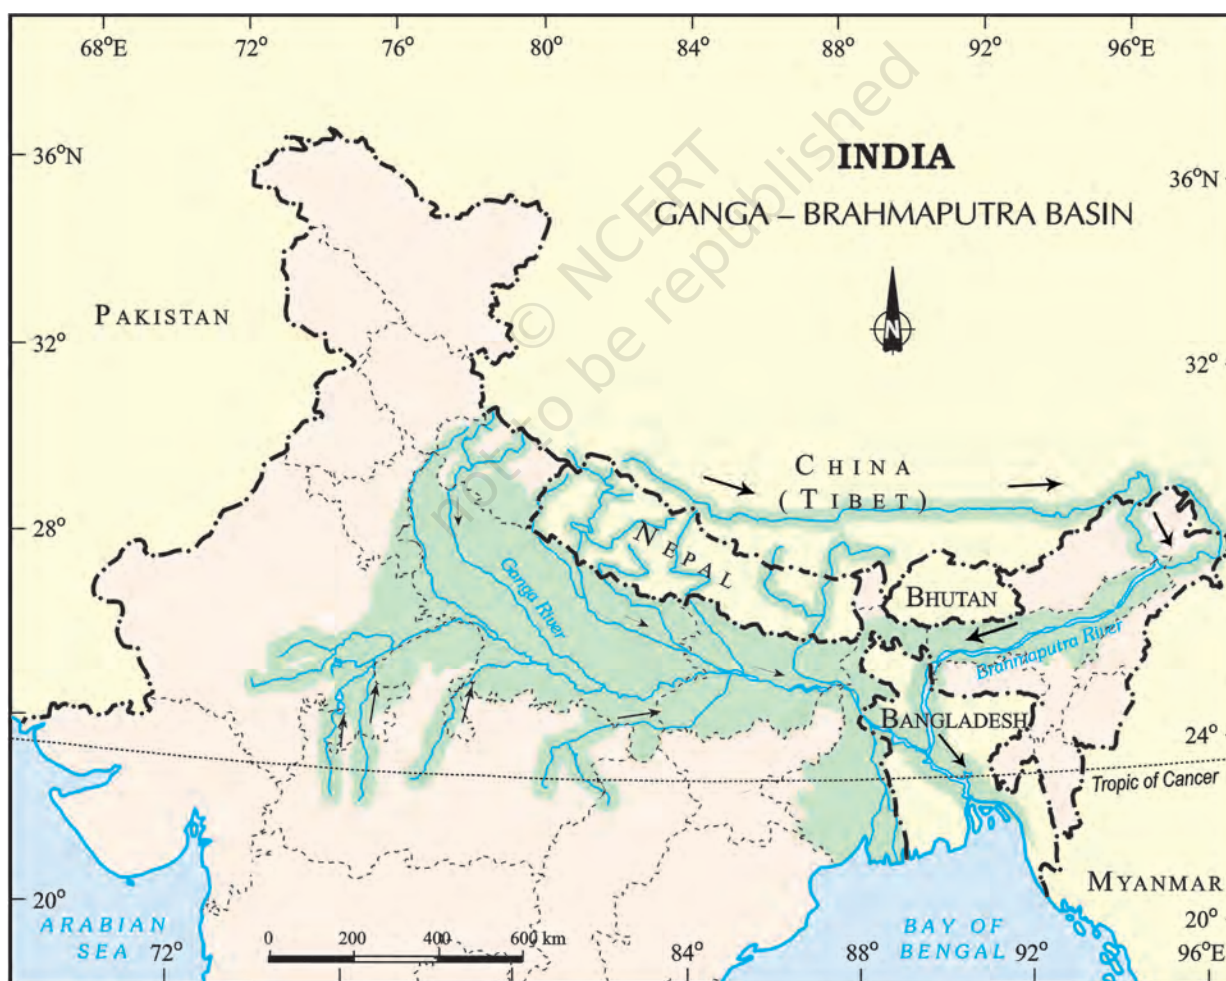 68°E 72° 76° 80° 84° 88° 92° 96°E
36°N
INDIA
36°N
GANGA – BRAHMAPUTRA BASIN
© NCERT
not to be republished
N
PAKISTAN
32°
32°
CHINA
(TIBET)
28°
NEPAL
Ganga River
BHUTAN
Brahmaputra River
BANGLADESH
24°
Tropic of Cancer
MYANMAR
20°
20°
ARABIAN
SEA
BAY OF
BENGAL
0 200 400 600 km
72° 84° 88° 92° 96°E